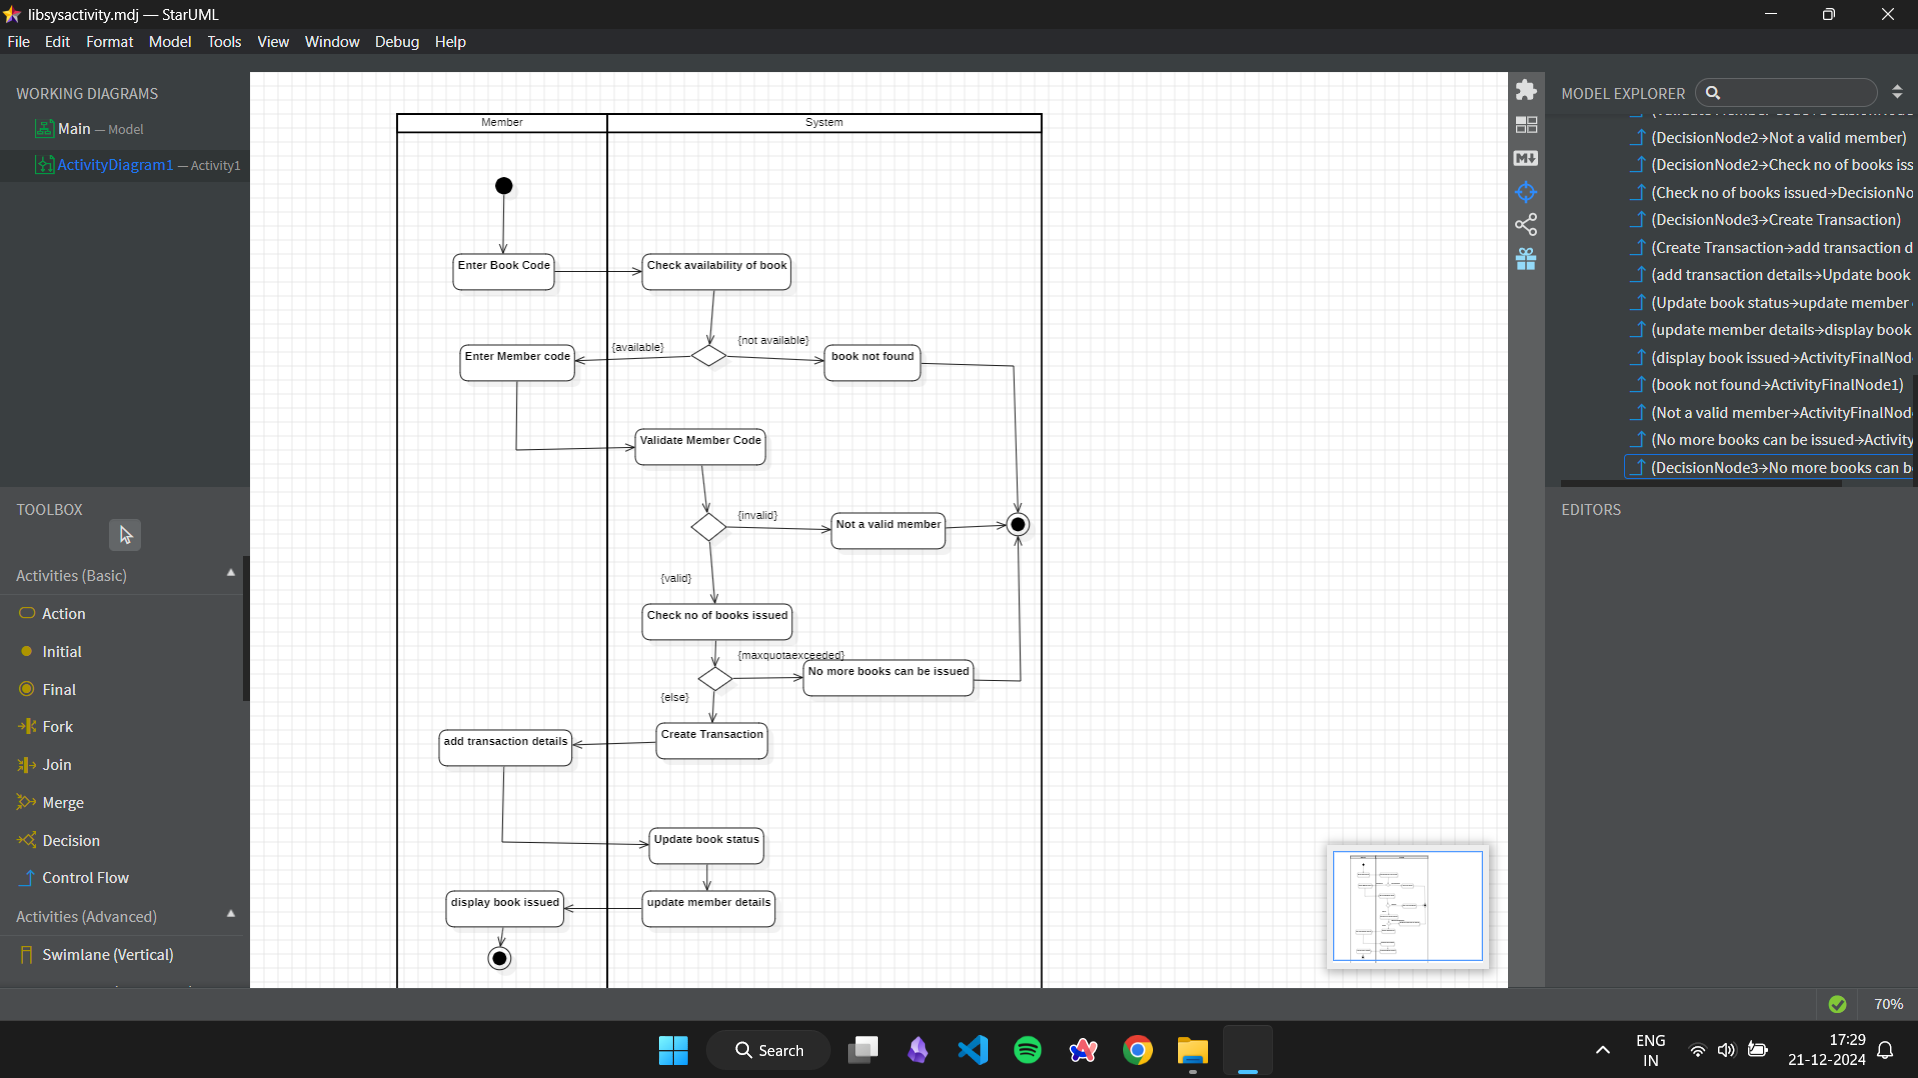 libsysactivity.mdj — StarUML
File Edit Format Model Tools View Window Debug Help
WORKING DIAGRAMS
Main — Model
ActivityDiagram1 — Activity1
TOOLBOX
Activities (Basic)
Action
Initial
Final
Fork
Join
Merge
Decision
Control Flow
Activities (Advanced)
Swimlane (Vertical)
Member
System
Enter Book Code
Check availability of book
{available}
{not available}
Enter Member code
book not found
Validate Member Code
{invalid}
Not a valid member
{valid}
Check no of books issued
{maxquotaexceeded}
No more books can be issued
{else}
Create Transaction
add transaction details
Update book status
display book issued
update member details
MODEL EXPLORER
(DecisionNode2→Not a valid member)
(DecisionNode2→Check no of books iss
(Check no of books issued→DecisionNo
(DecisionNode3→Create Transaction)
(Create Transaction→add transaction d
(add transaction details→Update book
(Update book status→update member
(update member details→display book
(display book issued→ActivityFinalNod
(book not found→ActivityFinalNode1)
(Not a valid member→ActivityFinalNod
(No more books can be issued→Activity
(DecisionNode3→No more books can b
EDITORS
70%
Search
ENG
IN
17:29
21-12-2024